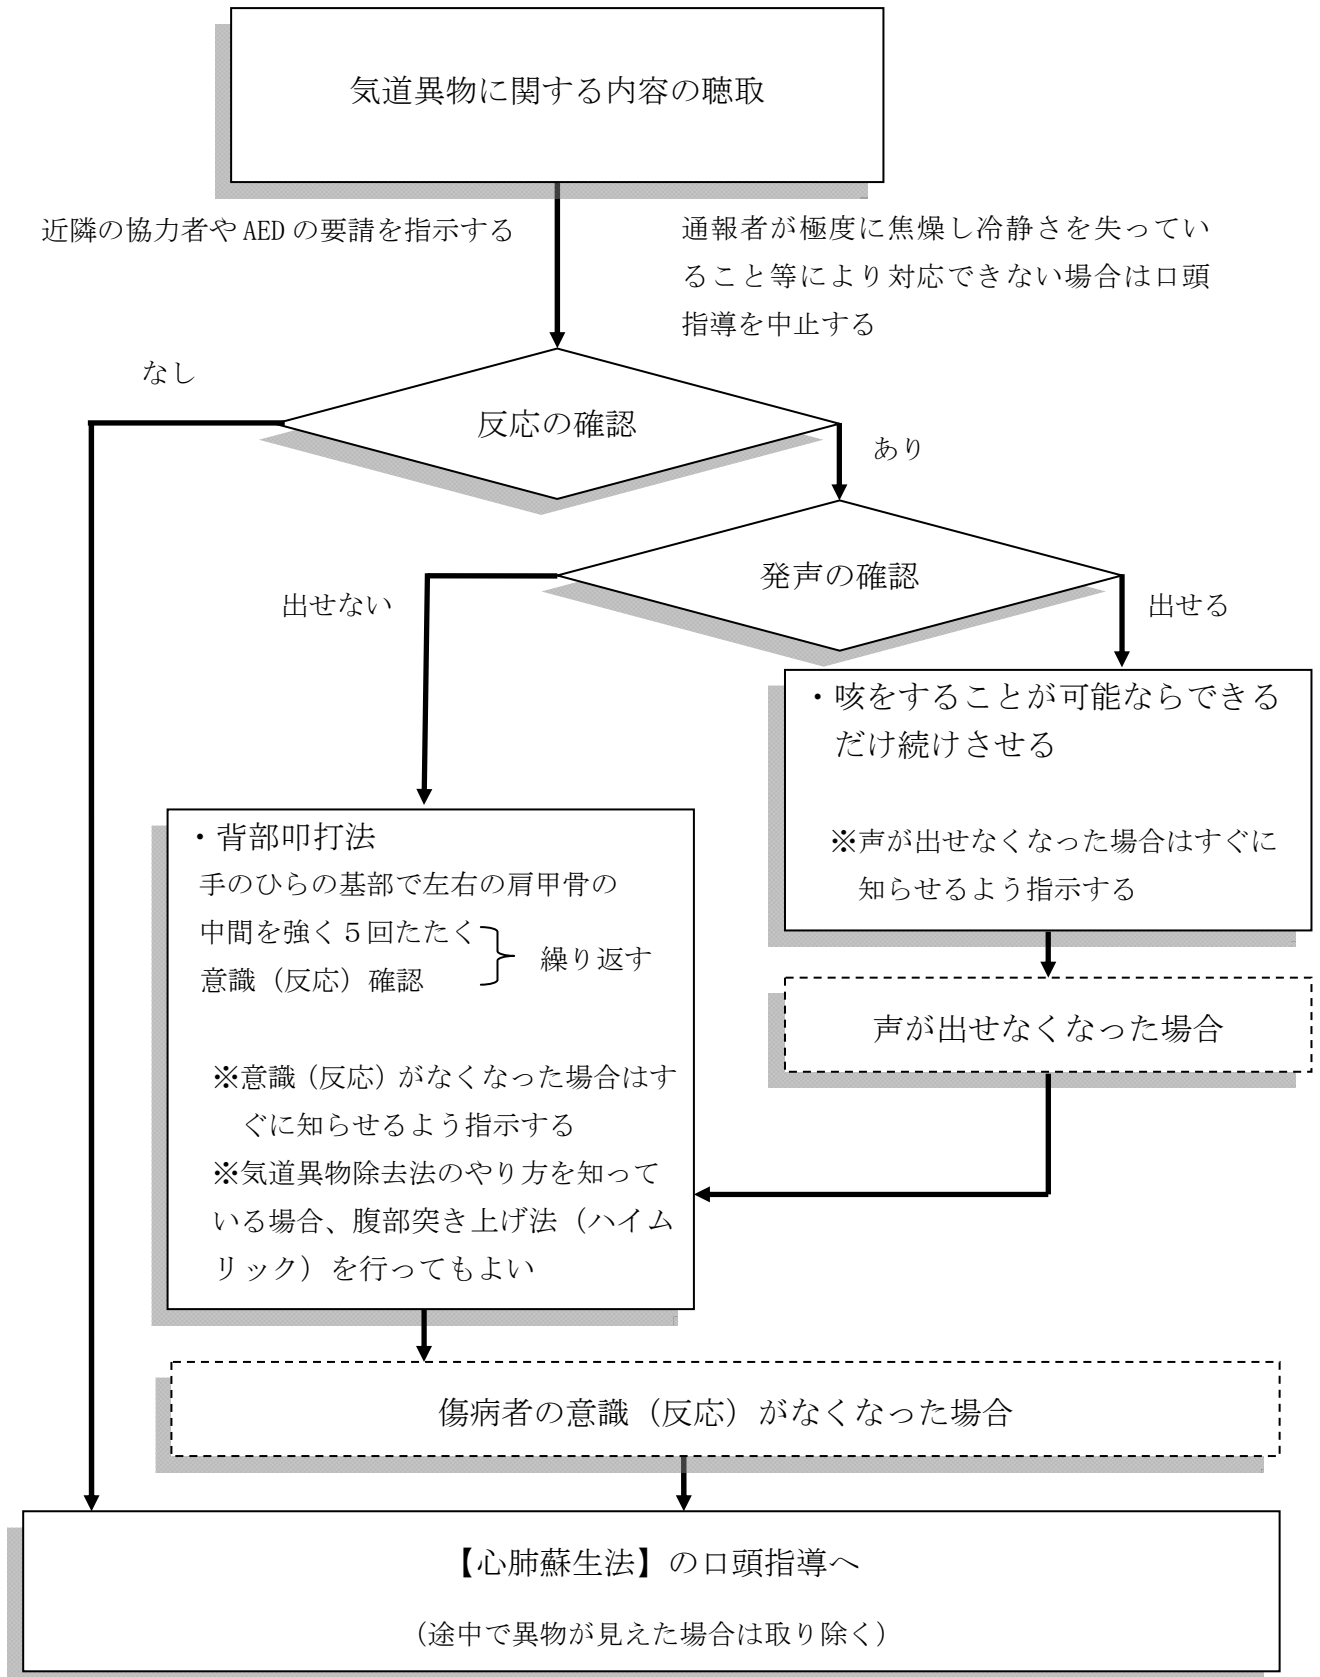 気道異物に関する内容の聴取
近隣の協力者や AED の要請を指示する
通報者が極度に焦燥し冷静さを失ってい
ること等により対応できない場合は口頭
指導を中止する
なし
反応の確認
あり
発声の確認
出せない
出せる
・咳をすることが可能ならできる
だけ続けさせる
※声が出せなくなった場合はすぐに
知らせるよう指示する
・背部叩打法
手のひらの基部で左右の肩甲骨の
中間を強く５回たたく
意識（反応）確認
繰り返す
※意識（反応）がなくなった場合はす
ぐに知らせるよう指示する
※気道異物除去法のやり方を知って
いる場合、腹部突き上げ法（ハイム
リック）を行ってもよい
声が出せなくなった場合
傷病者の意識（反応）がなくなった場合
【心肺蘇生法】の口頭指導へ
（途中で異物が見えた場合は取り除く）